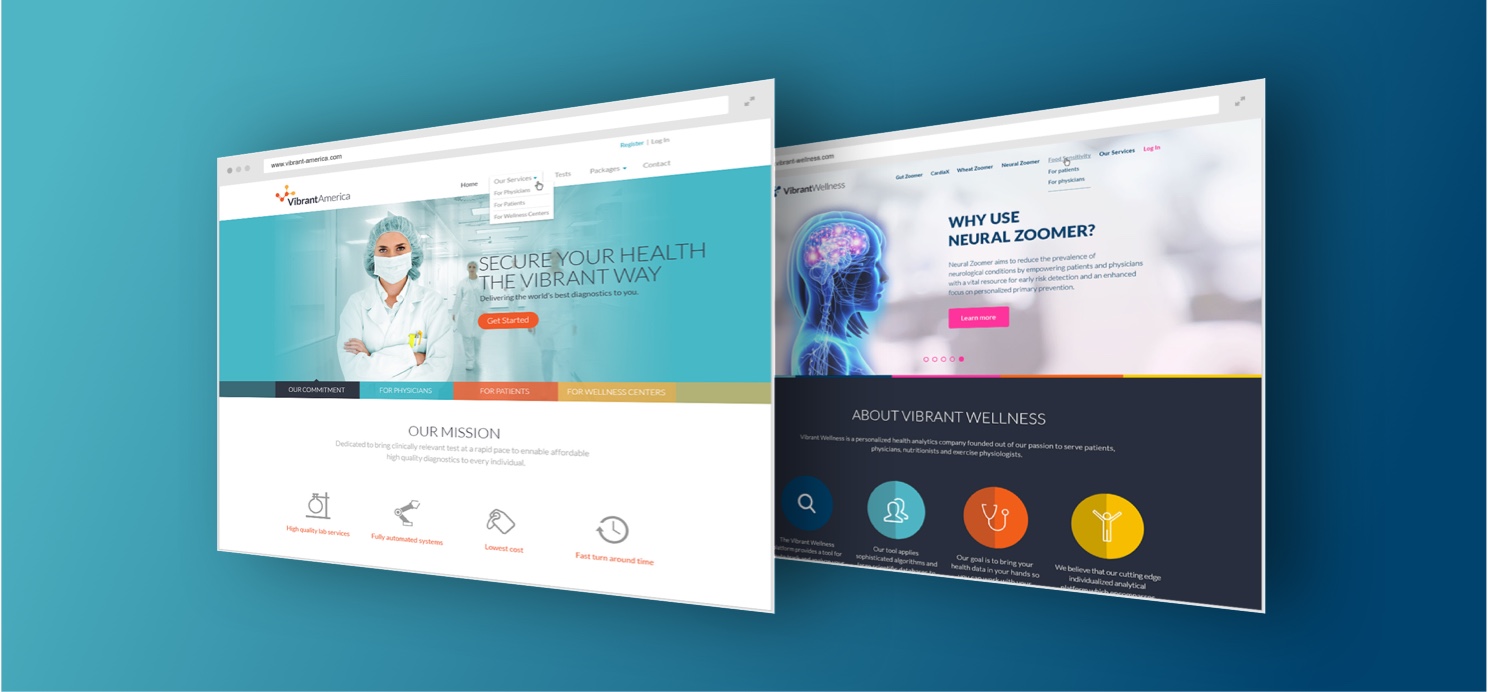 www.vibrant-america.com
Register | Log In
VibrantAmerica
Home
Our Services
Tests
Packages
Contact
For Physicians
For Patients
For Wellness Centers
SECURE YOUR HEALTH
THE VIBRANT WAY
Delivering the world's best diagnostics to you.
Get Started
OUR COMMITMENT
FOR PHYSICIANS
FOR PATIENTS
FOR WELLNESS CENTERS
OUR MISSION
Dedicated to bring clinically relevant test at a rapid pace to ennable affordable
high quality diagnostics to every individual.
High quality lab services
Fully automated systems
Lowest cost
Fast turn around time
vibrant-wellness.com
VibrantWellness
Gut Zoomer
CardiaX
Wheat Zoomer
Neural Zoomer
Food Sensitivity
Our Services
Log In
For patients
For physicians
WHY USE
NEURAL ZOOMER?
Neural Zoomer aims to reduce the prevalence of
neurological conditions by empowering patients and physicians
with a vital resource for early risk detection and an enhanced
focus on personalized primary prevention.
Learn more
ABOUT VIBRANT WELLNESS
Vibrant Wellness is a personalized health analytics company founded out of our passion to serve patients,
physicians, nutritionists and exercise physiologists.
The Vibrant Wellness
platform provides a tool for
Our tool applies
sophisticated algorithms and
Our goal is to bring your
health data in your hands so
you can work with your
We believe that our cutting edge
individualized analytical
platform which encompasses